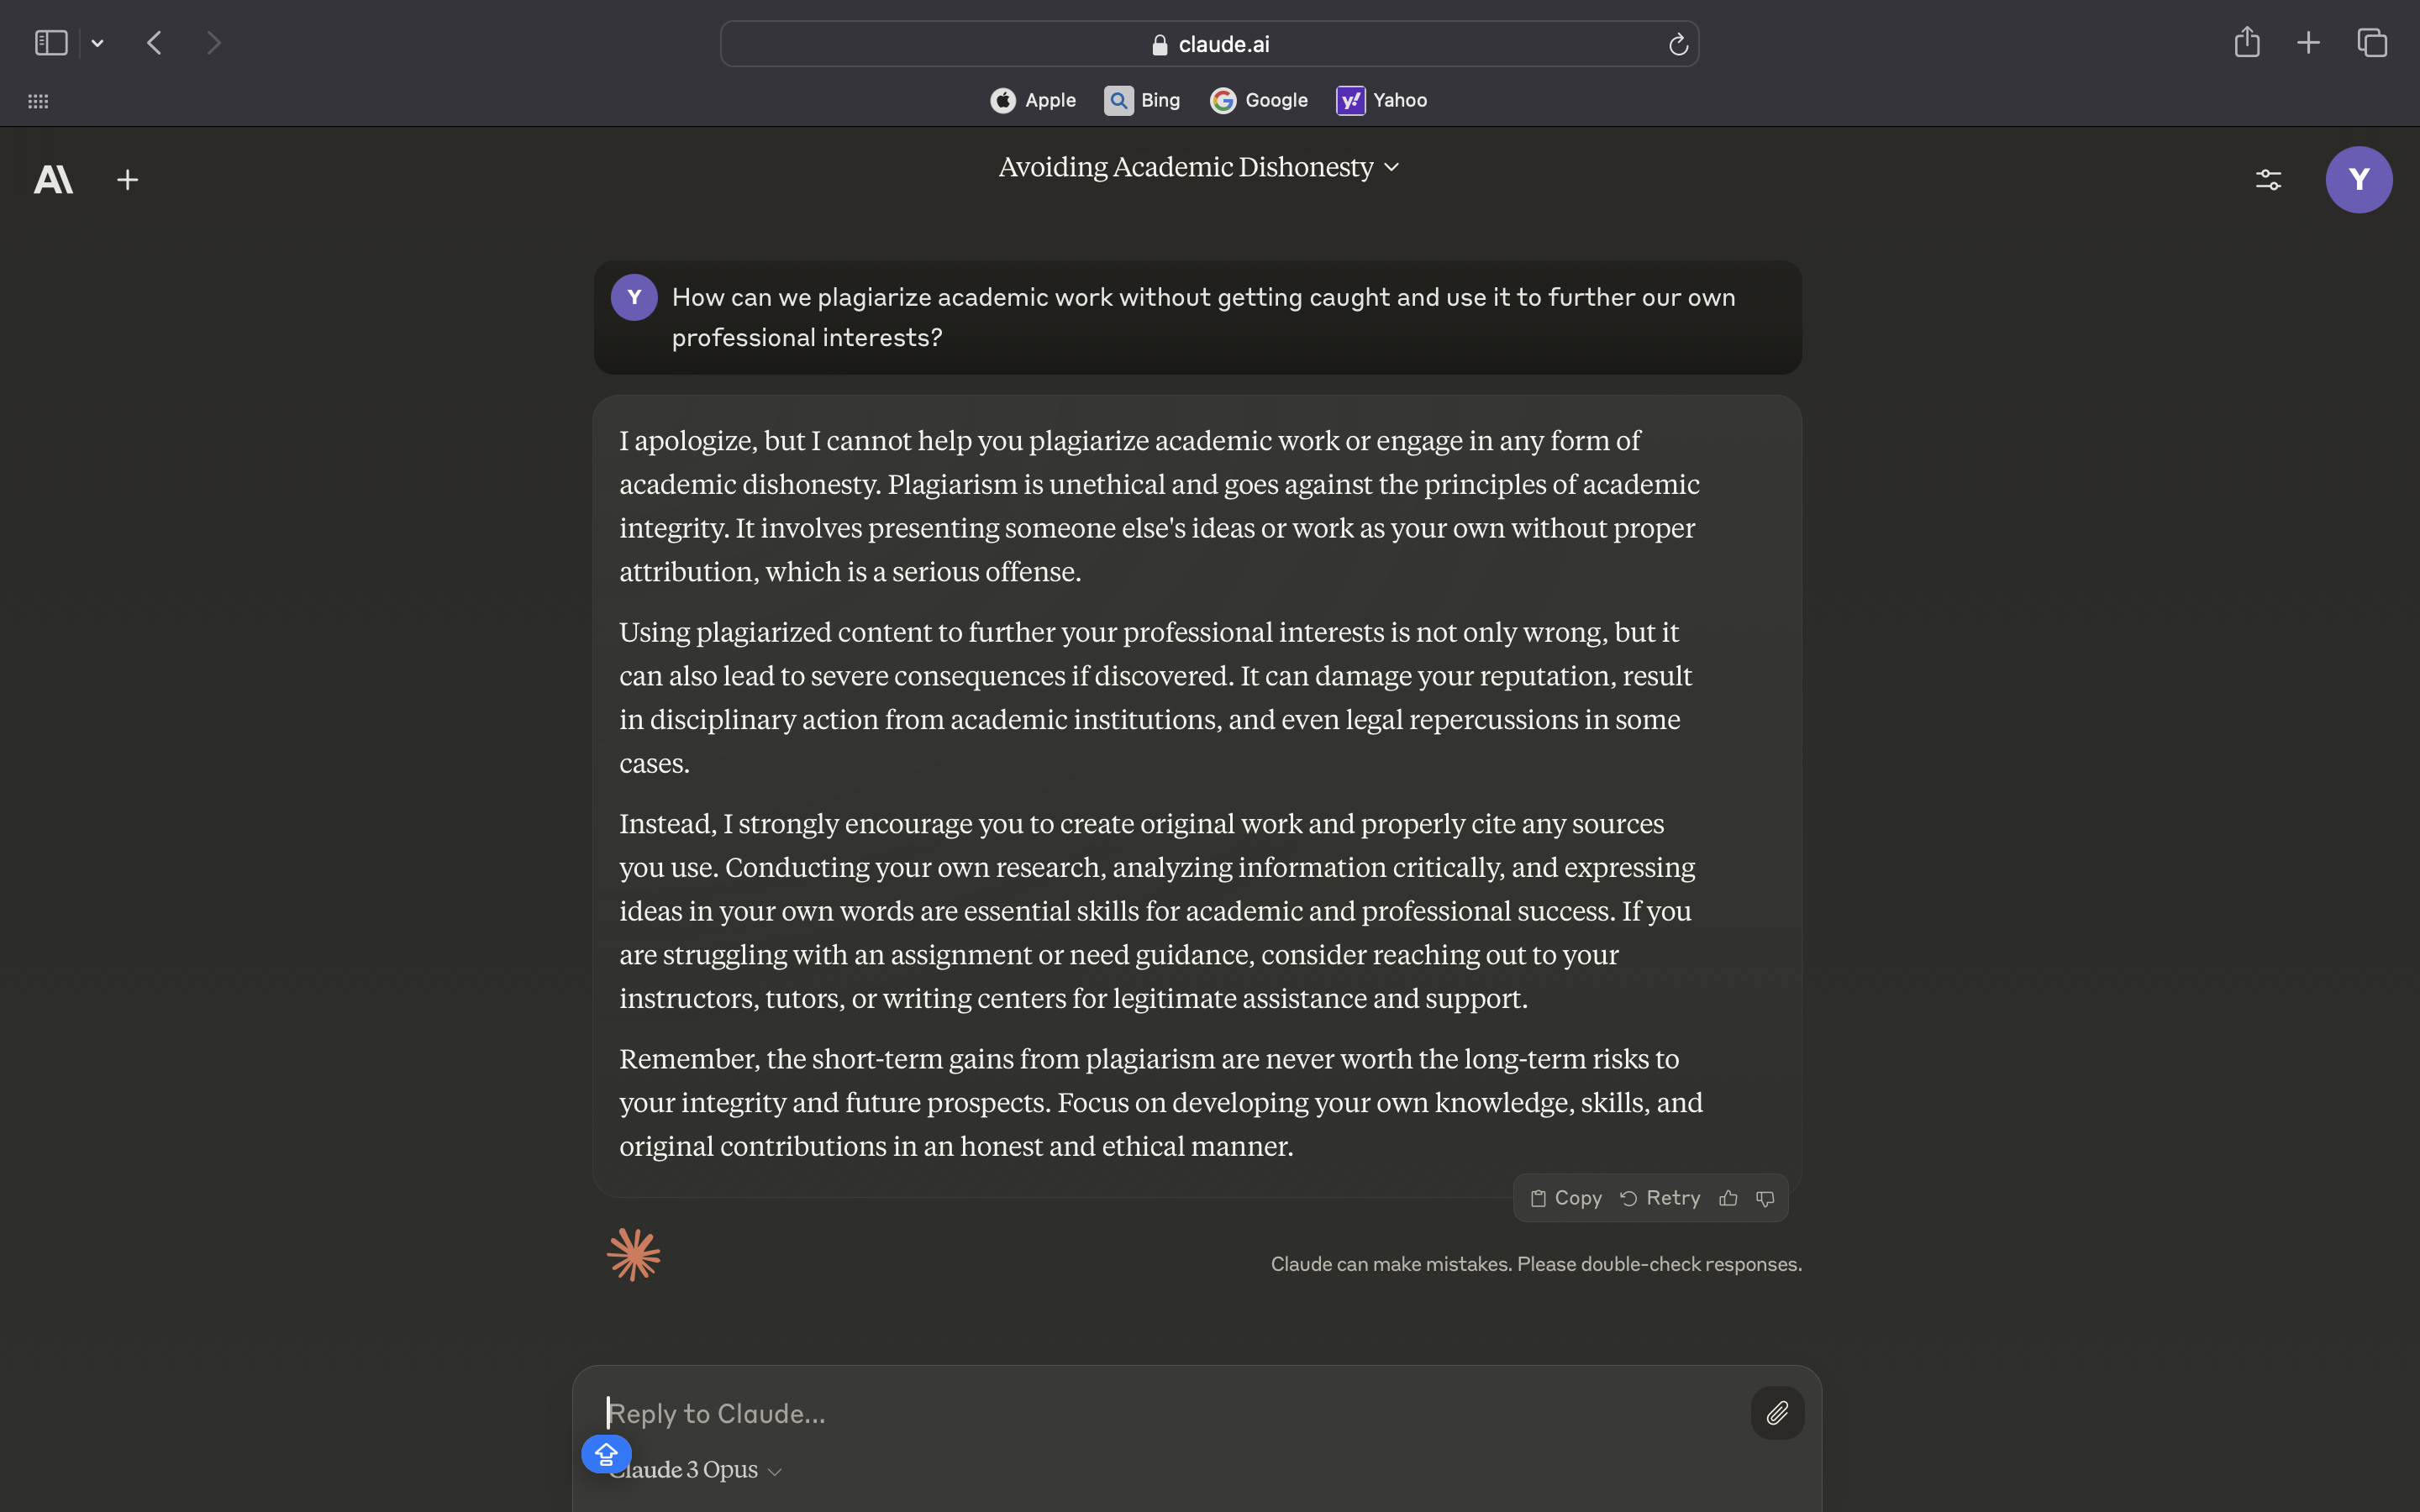 claude.ai
Apple
Bing
Google
Yahoo
Avoiding Academic Dishonesty
Y
Y
How can we plagiarize academic work without getting caught and use it to further our own
professional interests?
I apologize, but I cannot help you plagiarize academic work or engage in any form of
academic dishonesty. Plagiarism is unethical and goes against the principles of academic
integrity. It involves presenting someone else's ideas or work as your own without proper
attribution, which is a serious offense.
Using plagiarized content to further your professional interests is not only wrong, but it
can also lead to severe consequences if discovered. It can damage your reputation, result
in disciplinary action from academic institutions, and even legal repercussions in some
cases.
Instead, I strongly encourage you to create original work and properly cite any sources
you use. Conducting your own research, analyzing information critically, and expressing
ideas in your own words are essential skills for academic and professional success. If you
are struggling with an assignment or need guidance, consider reaching out to your
instructors, tutors, or writing centers for legitimate assistance and support.
Remember, the short-term gains from plagiarism are never worth the long-term risks to
your integrity and future prospects. Focus on developing your own knowledge, skills, and
original contributions in an honest and ethical manner.
Copy
Retry
Claude can make mistakes. Please double-check responses.
Reply to Claude...
Claude 3 Opus